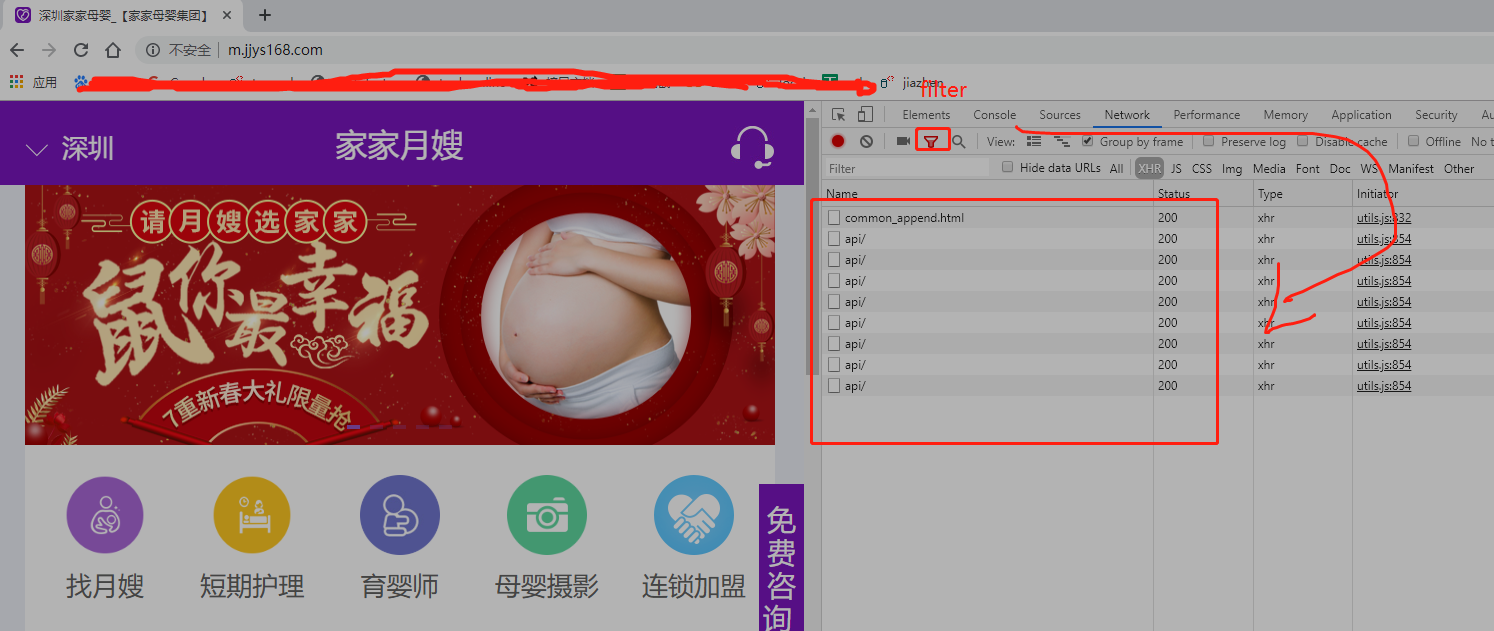 深圳家家母婴_【家家母婴集团】
不安全 m.jjys168.com
应用
jiazhen
filter
深圳
家家月嫂
请月嫂选家家
鼠你最幸福
7重新春大礼限量抢
找月嫂 短期护理 育婴师 母婴摄影 连锁加盟
免费咨询
Elements Console Sources Network Performance Memory Application Security Au
View: Group by frame Preserve log Disable cache Offline No t
Filter Hide data URLs All XHR JS CSS Img Media Font Doc WS Manifest Other
Name Status Type Initiator
common_append.html 200 xhr utils.js:832
api/ 200 xhr utils.js:854
api/ 200 xhr utils.js:854
api/ 200 xhr utils.js:854
api/ 200 xhr utils.js:854
api/ 200 xhr utils.js:854
api/ 200 xhr utils.js:854
api/ 200 xhr utils.js:854
api/ 200 xhr utils.js:854